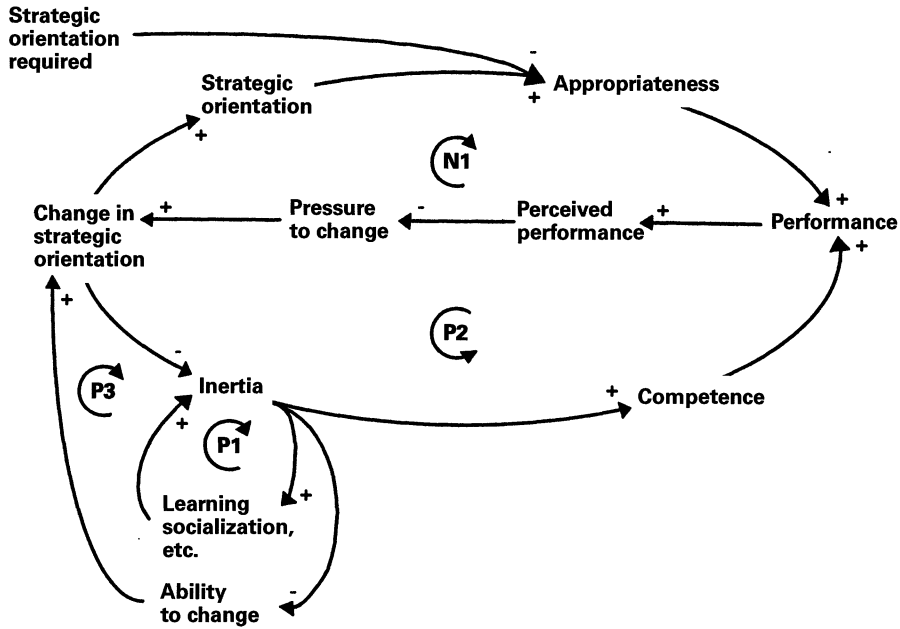 Strategic
orientation
required
-
Strategic
orientation
+
Appropriateness
+
N1
Change in
strategic
orientation
+
Pressure
to change
-
Perceived
performance
+
+
Performance
+
+
P2
-
Inertia
P3
+
P1
+
Competence
+
Learning
socialization,
etc.
-
Ability
to change